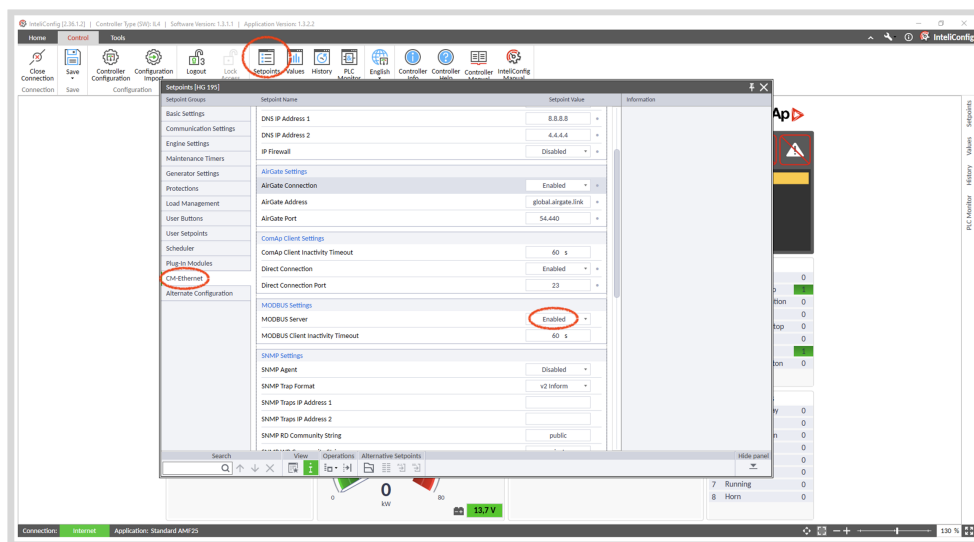 InteliConfig [2.36.1.2] | Controller Type (SW): IL4 | Software Version: 1.3.1.1 | Application Version: 1.3.2.2
Home Control Tools InteliConfig
Close Connection Save Controller Configuration Configuration Import Logout Lock Access Setpoints Values History PLC Monitor English Controller Info Controller Help Controller Manual InteliConfig Manual
Connection Save Configuration
Setpoints [HG 195]
Setpoint Groups Setpoint Name Setpoint Value Information
Basic Settings
Communication Settings
Engine Settings
Maintenance Timers
Generator Settings
Protections
Load Management
User Buttons
User Setpoints
Scheduler
Plug-In Modules
CM-Ethernet
Alternate Configuration
DNS IP Address 1 8.8.8.8
DNS IP Address 2 4.4.4.4
IP Firewall Disabled
AirGate Settings
AirGate Connection Enabled
AirGate Address global.airgate.link
AirGate Port 54.440
ComAp Client Settings
ComAp Client Inactivity Timeout 60 s
Direct Connection Enabled
Direct Connection Port 23
MODBUS Settings
MODBUS Server Enabled
MODBUS Client Inactivity Timeout 60 s
SNMP Settings
SNMP Agent Disabled
SNMP Trap Format v2 Inform
SNMP Traps IP Address 1
SNMP Traps IP Address 2
SNMP RD Community String public
Search View Operations Alternative Setpoints Hide panel
Ap
0
1
tion 0
0
top 0
0
1
ton 0
0
0
0
0
0
0
7 Running 0
8 Horn 0
0 0 80
kW
13,7 V
Setpoints
Values
History
PLC Monitor
Connection: Internet Application: Standard AMF25 130 %